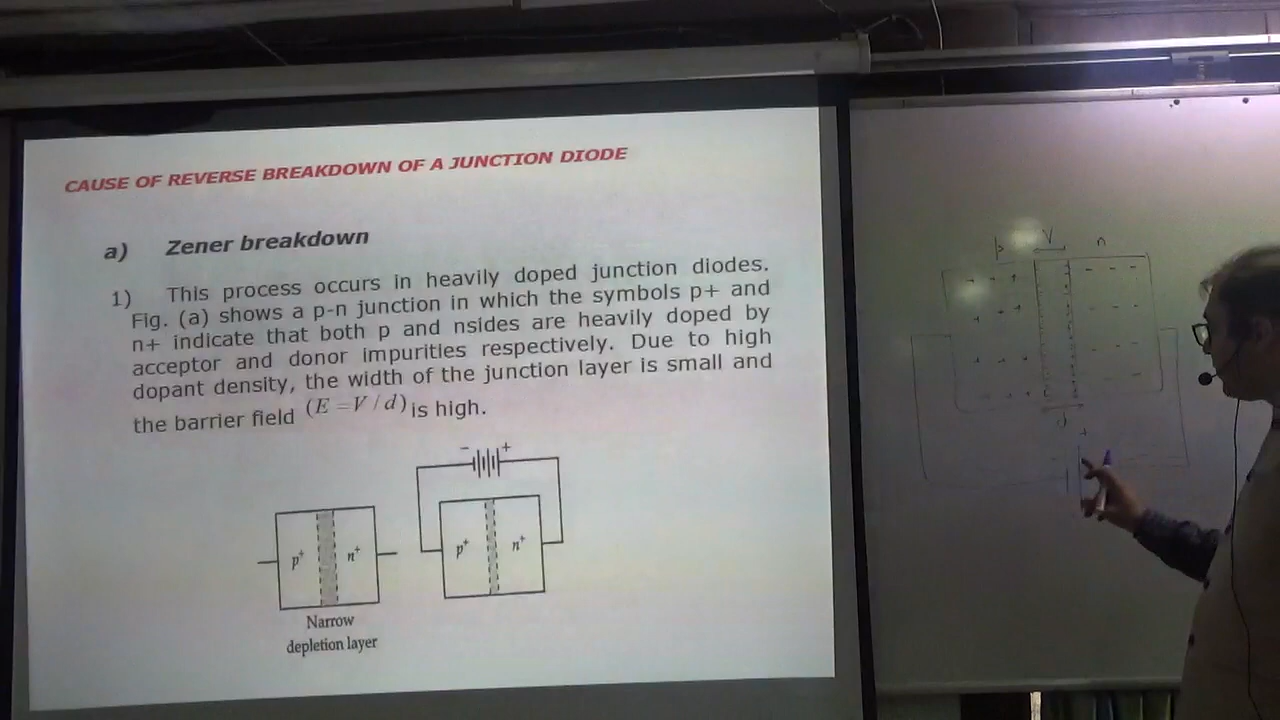 CAUSE OF REVERSE BREAKDOWN OF A JUNCTION DIODE
a) Zener breakdown
1) This process occurs in heavily doped junction diodes.
Fig. (a) shows a p-n junction in which the symbols p+ and
n+ indicate that both p and nsides are heavily doped by
acceptor and donor impurities respectively. Due to high
dopant density, the width of the junction layer is small and
the barrier field (E = V / d) is high.
- +
p+ n+
p+ n+
Narrow
depletion layer
p V n
d
+